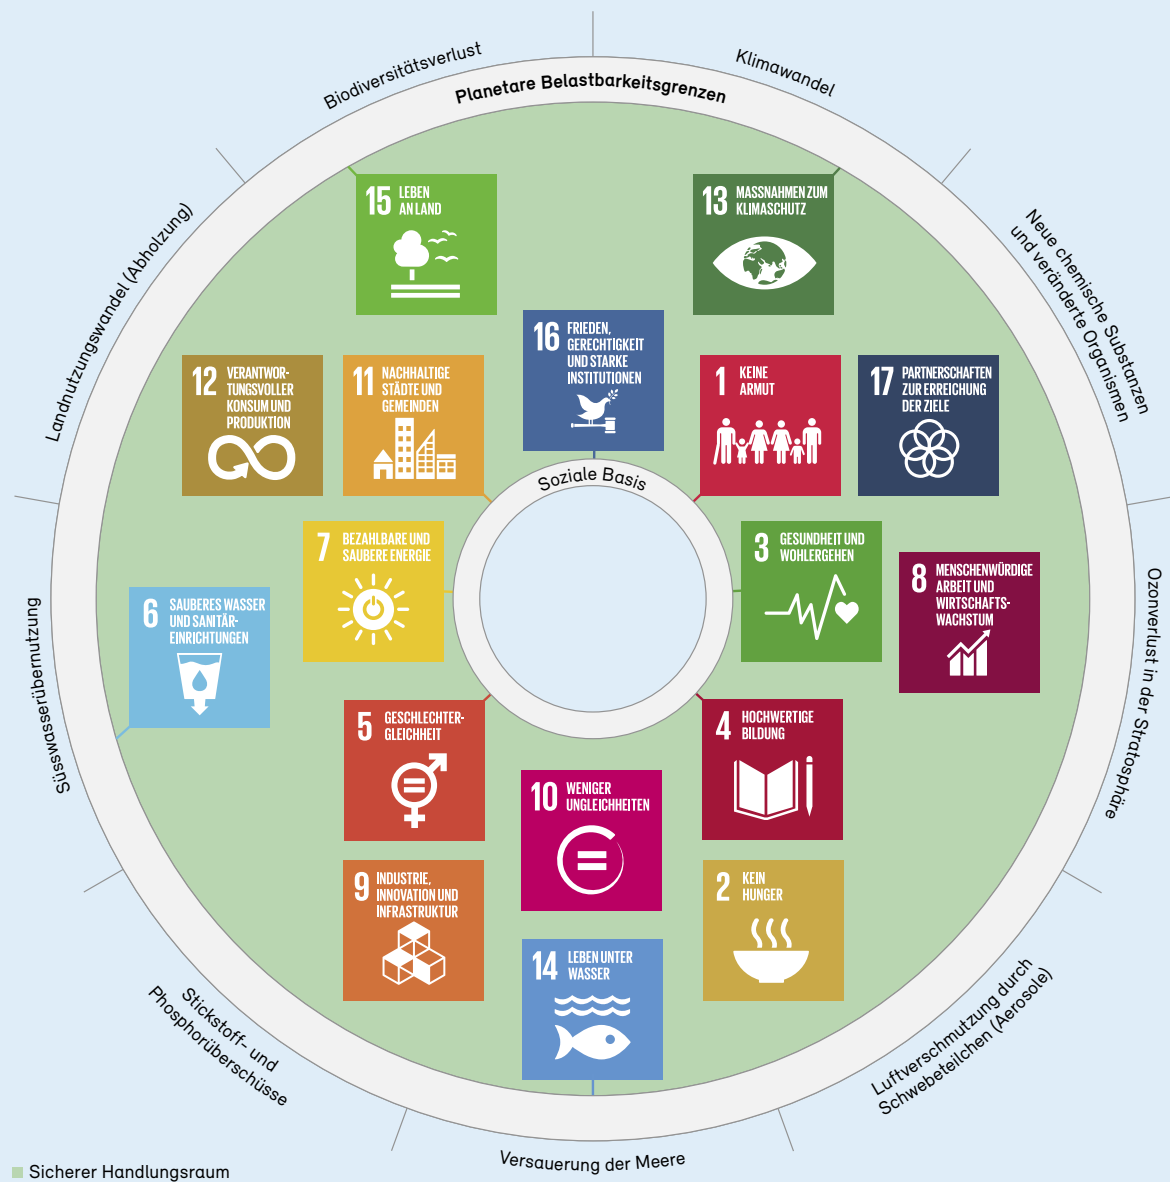 Biodiversitätsverlust
Klimawandel
Planetare Belastbarkeitsgrenzen
Landnutzungswandel (Abholzung)
Neue chemische Substanzen
und veränderte Organismen
15 LEBEN
AN LAND
13 MASSNAHMEN ZUM
KLIMASCHUTZ
16 FRIEDEN,
GERECHTIGKEIT
UND STARKE
INSTITUTIONEN
12 VERANTWOR-
TUNGSVOLLER
KONSUM UND
PRODUKTION
11 NACHHALTIGE
STÄDTE UND
GEMEINDEN
1 KEINE
ARMUT
17 PARTNERSCHAFTEN
ZUR ERREICHUNG
DER ZIELE
Soziale Basis
7 BEZAHLBARE UND
SAUBERE ENERGIE
3 GESUNDHEIT UND
WOHLERGEHEN
8 MENSCHENWÜRDIGE
ARBEIT UND
WIRTSCHAFTS-
WACHSTUM
6 SAUBERES WASSER
UND SANITÄR-
EINRICHTUNGEN
Süsswasserübernutzung
Ozonverlust in der Stratosphäre
5 GESCHLECHTER-
GLEICHHEIT
4 HOCHWERTIGE
BILDUNG
10 WENIGER
UNGLEICHHEITEN
9 INDUSTRIE,
INNOVATION UND
INFRASTRUKTUR
2 KEIN
HUNGER
14 LEBEN UNTER
WASSER
Stickstoff- und
Phosphorüberschüsse
Luftverschmutzung durch
Schwebeteilchen (Aerosole)
Versauerung der Meere
Sicherer Handlungsraum